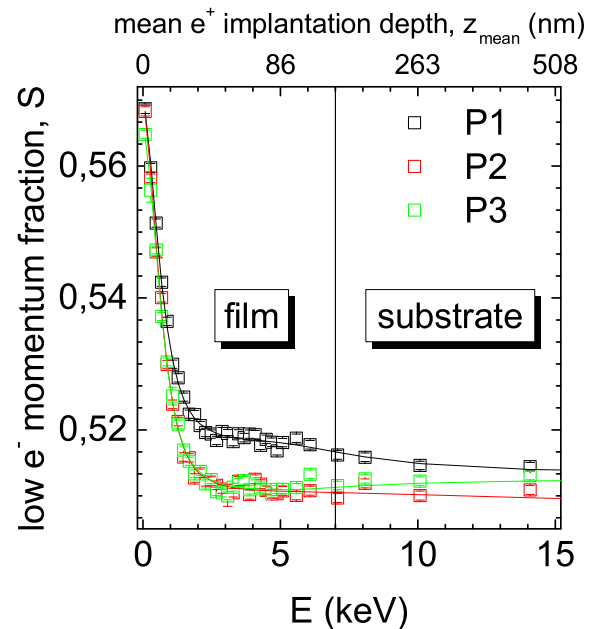 mean e⁺ implantation depth, z_mean (nm)
0 86 263 508
low e⁻ momentum fraction, S
0,56
0,54
0,52
P1
P2
P3
film
substrate
0 5 10 15
E (keV)